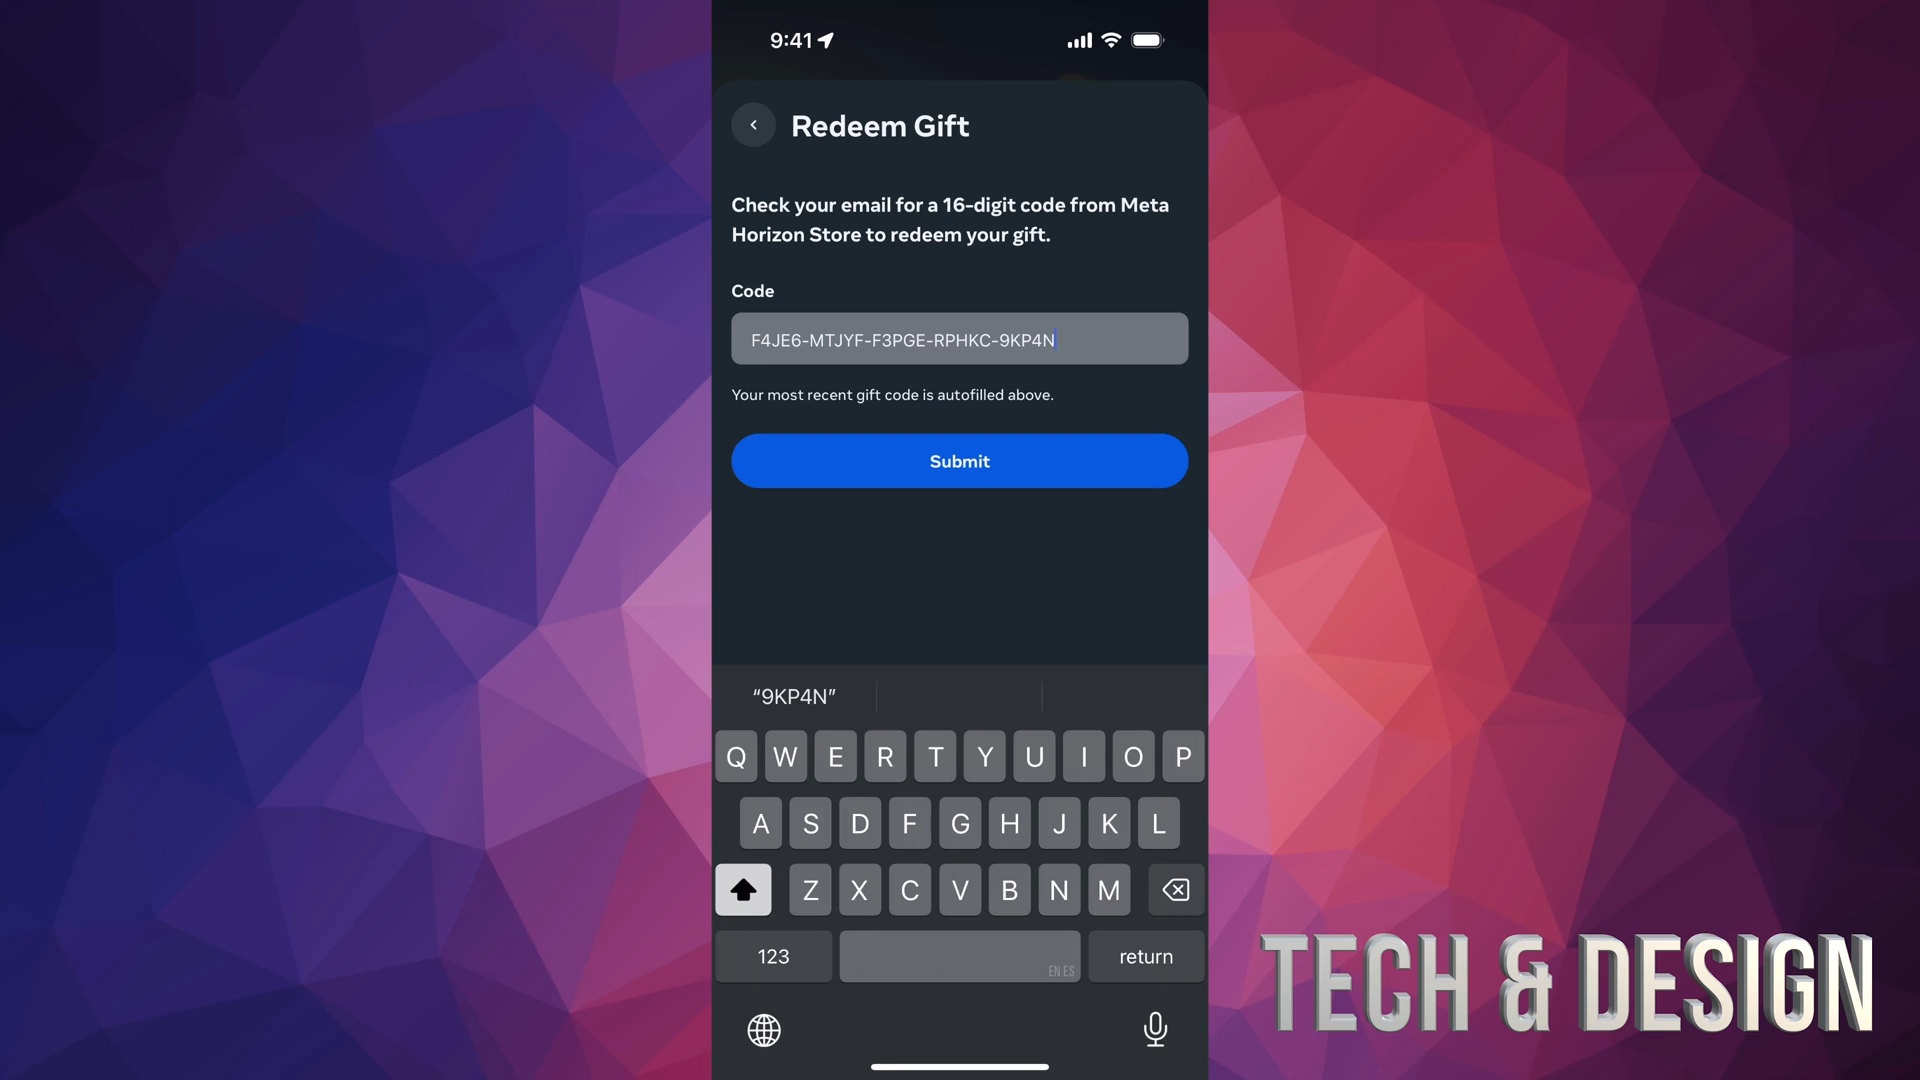 9:41
Redeem Gift
Check your email for a 16-digit code from Meta
Horizon Store to redeem your gift.
Code
F4JE6-MTJYF-F3PGE-RPHKC-9KP4N
Your most recent gift code is autofilled above.
Submit
“9KP4N”
Q W E R T Y U I O P
A S D F G H J K L
Z X C V B N M
123 EN ES return
TECH & DESIGN